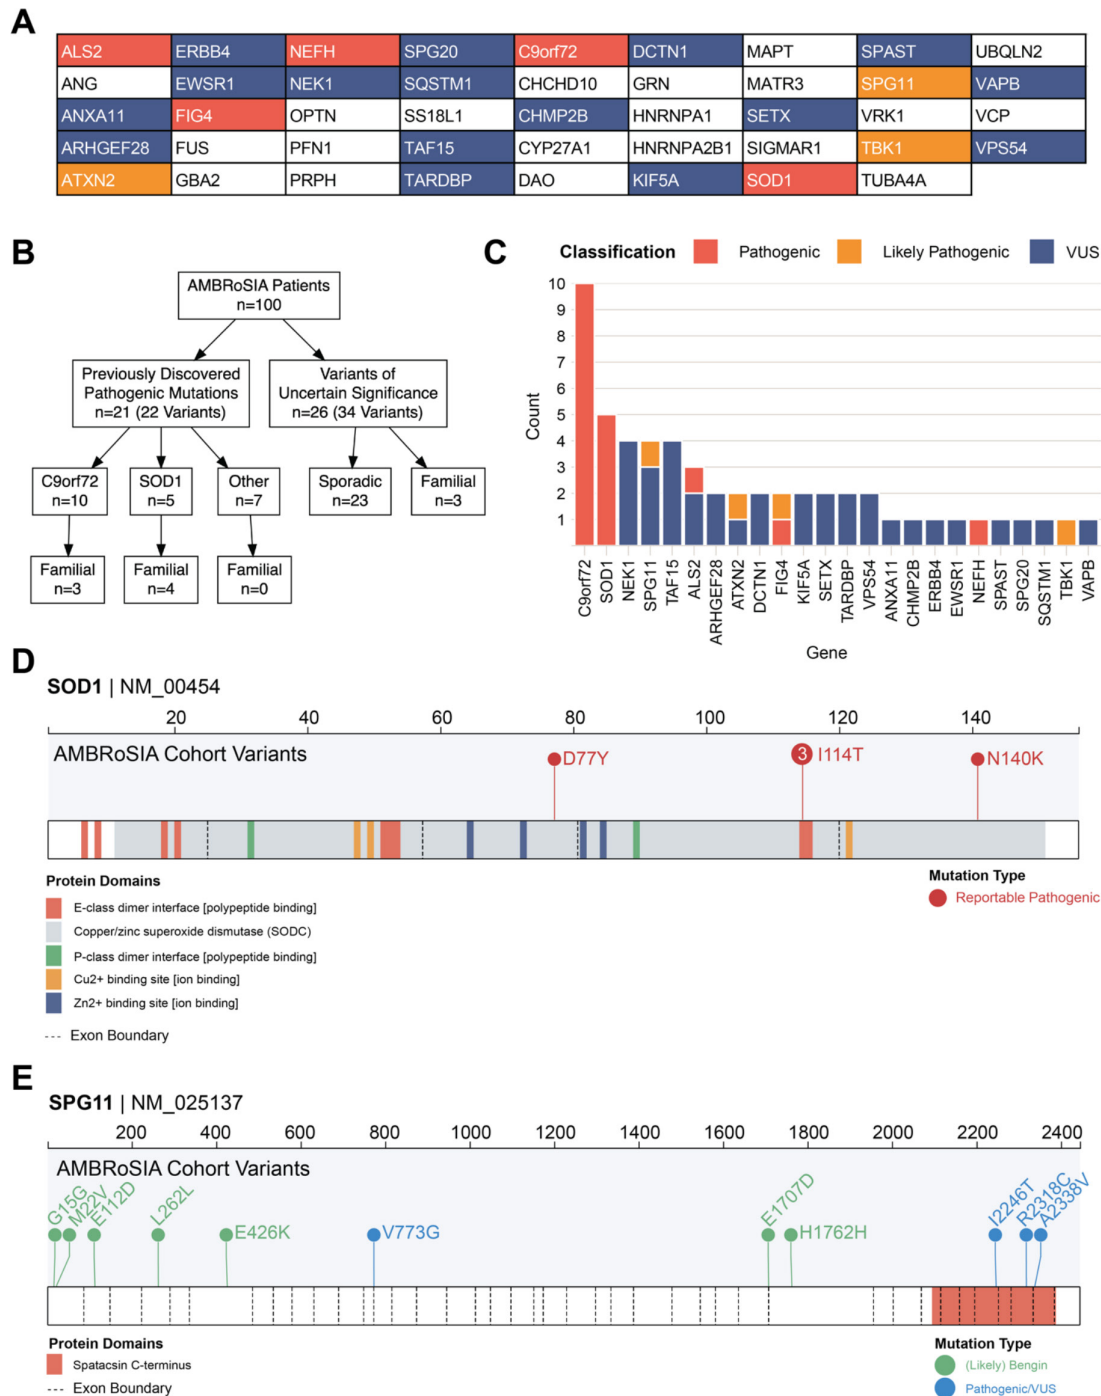 A
ALS2 ERBB4 NEFH SPG20 C9orf72 DCTN1 MAPT SPAST UBQLN2
ANG EWSR1 NEK1 SQSTM1 CHCHD10 GRN MATR3 SPG11 VAPB
ANXA11 FIG4 OPTN SS18L1 CHMP2B HNRNPA1 SETX VRK1 VCP
ARHGEF28 FUS PFN1 TAF15 CYP27A1 HNRNPA2B1 SIGMAR1 TBK1 VPS54
ATXN2 GBA2 PRPH TARDBP DAO KIF5A SOD1 TUBA4A
B
AMBRoSIA Patients
n=100
Previously Discovered
Pathogenic Mutations
n=21 (22 Variants)
Variants of
Uncertain Significance
n=26 (34 Variants)
C9orf72
n=10
SOD1
n=5
Other
n=7
Sporadic
n=23
Familial
n=3
Familial
n=3
Familial
n=4
Familial
n=0
C
Classification Pathogenic Likely Pathogenic VUS
10
9
8
7
6
5
4
3
2
1
Count
C9orf72
SOD1
NEK1
SPG11
TAF15
ALS2
ARHGEF28
ATXN2
DCTN1
FIG4
KIF5A
SETX
TARDBP
VPS54
ANXA11
CHMP2B
ERBB4
EWSR1
NEFH
SPAST
SPG20
SQSTM1
TBK1
VAPB
Gene
D
SOD1 | NM_00454
20 40 60 80 100 120 140
AMBRoSIA Cohort Variants
D77Y
3 I114T
N140K
Protein Domains
E-class dimer interface [polypeptide binding]
Copper/zinc superoxide dismutase (SODC)
P-class dimer interface [polypeptide binding]
Cu2+ binding site [ion binding]
Zn2+ binding site [ion binding]
Exon Boundary
Mutation Type
Reportable Pathogenic
E
SPG11 | NM_025137
200 400 600 800 1000 1200 1400 1600 1800 2000 2200 2400
AMBRoSIA Cohort Variants
G15G
M22V
E112D
L262L
E426K
V773G
E1707D
H1762H
I2246T
R2318C
A2338V
Protein Domains
Spatacsin C-terminus
Exon Boundary
Mutation Type
(Likely) Bengin
Pathogenic/VUS